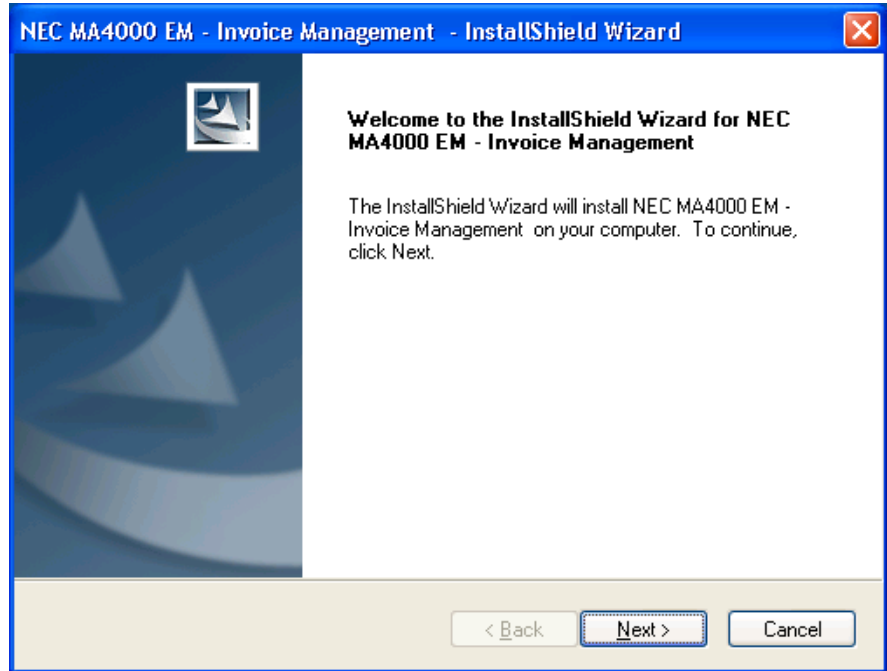 NEC MA4000 EM - Invoice Management - InstallShield Wizard
Welcome to the InstallShield Wizard for NEC
MA4000 EM - Invoice Management
The InstallShield Wizard will install NEC MA4000 EM -
Invoice Management on your computer. To continue,
click Next.
< Back
Next >
Cancel